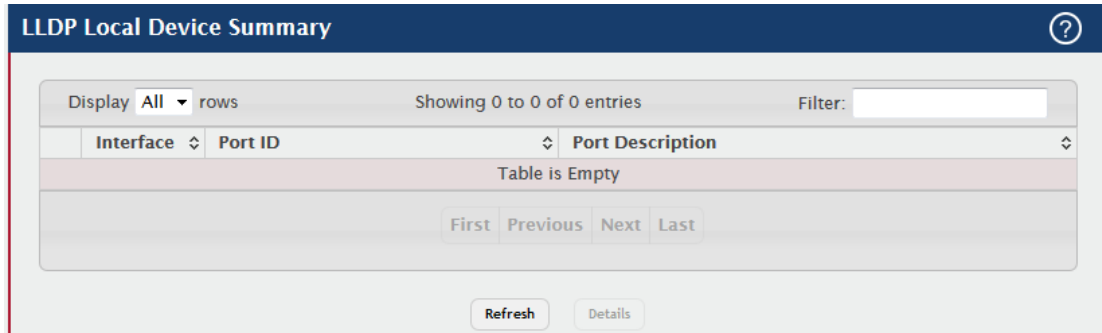 LLDP Local Device Summary
Display All rows Showing 0 to 0 of 0 entries Filter:
Interface Port ID Port Description
Table is Empty
First Previous Next Last
Refresh Details